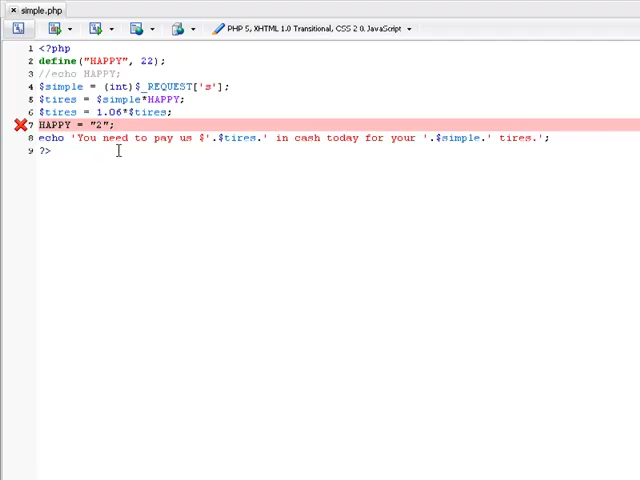 simple.php
PHP 5, XHTML 1.0 Transitional, CSS 2.0, JavaScript
1 <?php
2 define("HAPPY", 22);
3 //echo HAPPY;
4 $simple = (int)$_REQUEST['s'];
5 $tires = $simple*HAPPY;
6 $tires = 1.06*$tires;
7 HAPPY = "2";
8 echo 'You need to pay us $'.$tires.' in cash today for your '.$simple.' tires.';
9 ?>